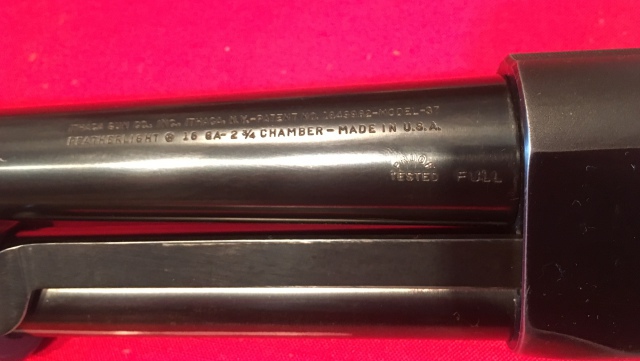 ITHACA GUN CO., INC., ITHACA, N.Y.-PATENT NO. 1849992-MODEL-37
FEATHERLIGHT ® 16 GA-2 3/4 CHAMBER-MADE IN U.S.A.
TESTED FULL